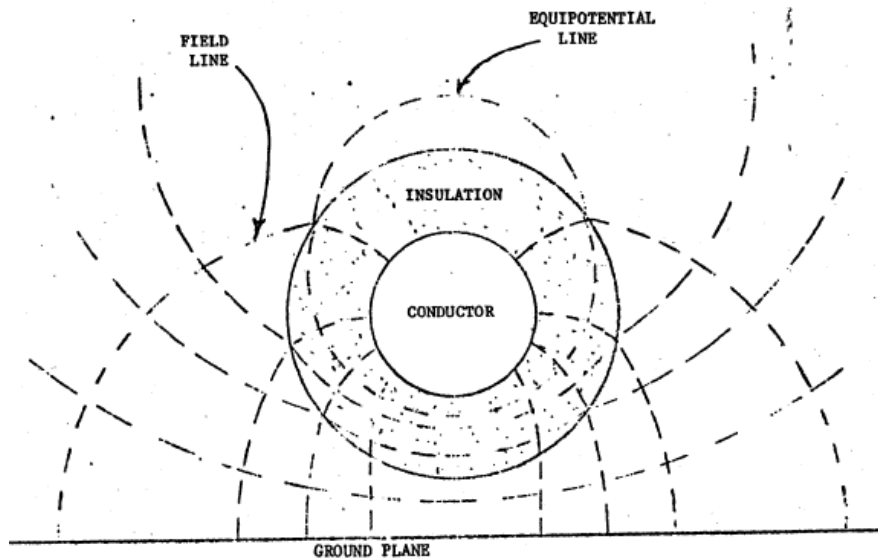 EQUIPOTENTIAL
LINE
FIELD
LINE
INSULATION
CONDUCTOR
GROUND PLANE